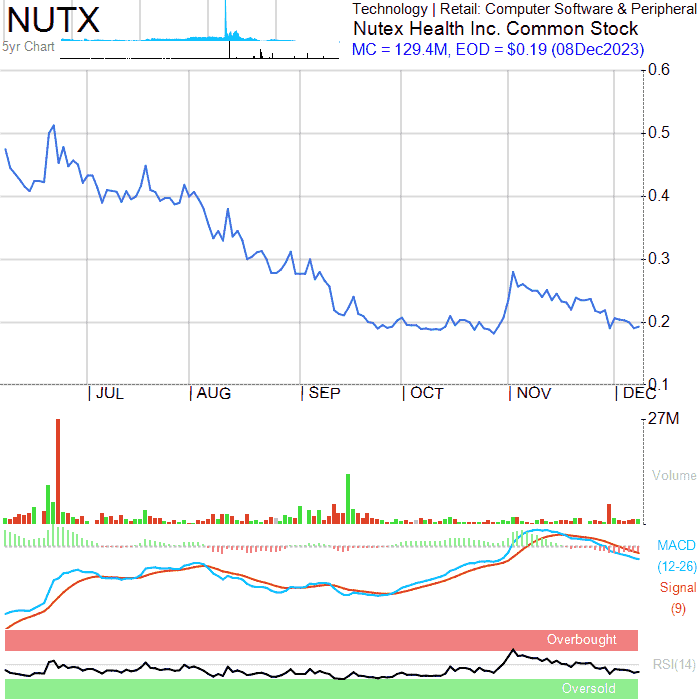 NUTX
5yr Chart
Technology | Retail: Computer Software & Peripheral
Nutex Health Inc. Common Stock
MC = 129.4M, EOD = $0.19 (08Dec2023)
0.6
0.5
0.4
0.3
0.2
0.1
JUL AUG SEP OCT NOV DEC
27M
Volume
MACD
(12-26)
Signal
(9)
Overbought
RSI(14)
Oversold